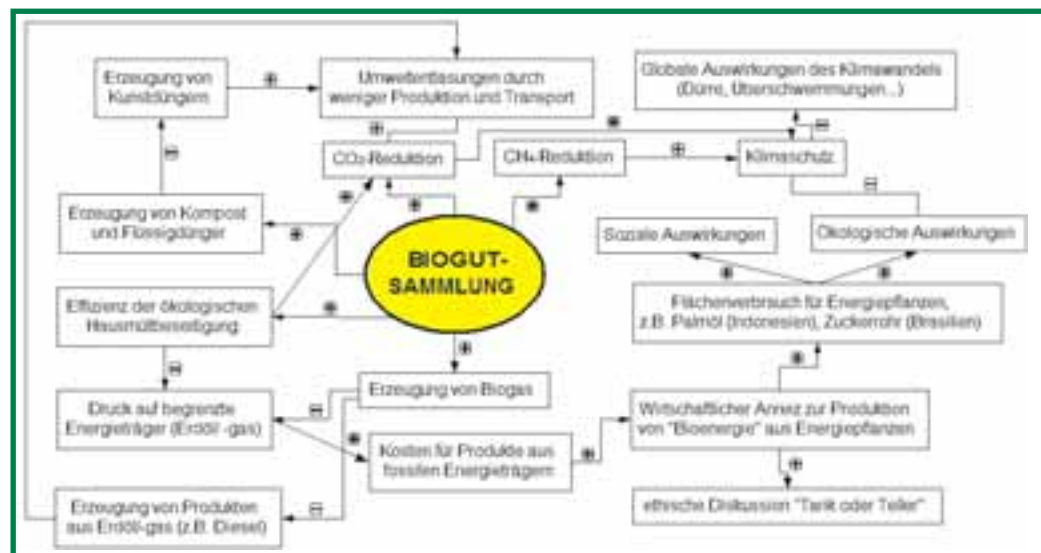 Erzeugung von
Kunstdüngern
Umweltentlasungen durch
weniger Produktion und Transport
Globale Auswirkungen des Klimawandels
(Dürre, Überschwemmungen...)
CO₂-Reduktion
CH₄-Reduktion
Klimaschutz
Erzeugung von Kompost
und Flüssigdünger
BIOGUT-
SAMMLUNG
Soziale Auswirkungen
Ökologische Auswirkungen
Effizienz der ökologischen
Hausmüllbeseitigung
Flächenverbrauch für Energiepflanzen,
z.B. Palmöl (Indonesien), Zuckerrohr (Brasilien)
Erzeugung von Biogas
Druck auf begrenzte
Energieträger (Erdöl -gas)
Wirtschaftlicher Anreiz zur Produktion
von "Bioenergie" aus Energiepflanzen
Kosten für Produkte aus
fossilen Energieträgern
Erzeugung von Produkten
aus Erdöl-gas (z.B. Diesel)
ethische Diskussion "Tank oder Teller"